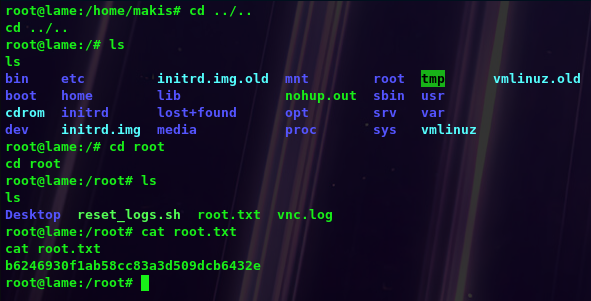 root@lame:/home/makis# cd ../..
cd ../..
root@lame:/# ls
ls
bin etc initrd.img.old mnt root tmp vmlinuz.old
boot home lib nohup.out sbin usr
cdrom initrd lost+found opt srv var
dev initrd.img media proc sys vmlinuz
root@lame:/# cd root
cd root
root@lame:/root# ls
ls
Desktop reset_logs.sh root.txt vnc.log
root@lame:/root# cat root.txt
cat root.txt
b6246930f1ab58cc83a3d509dcb6432e
root@lame:/root#